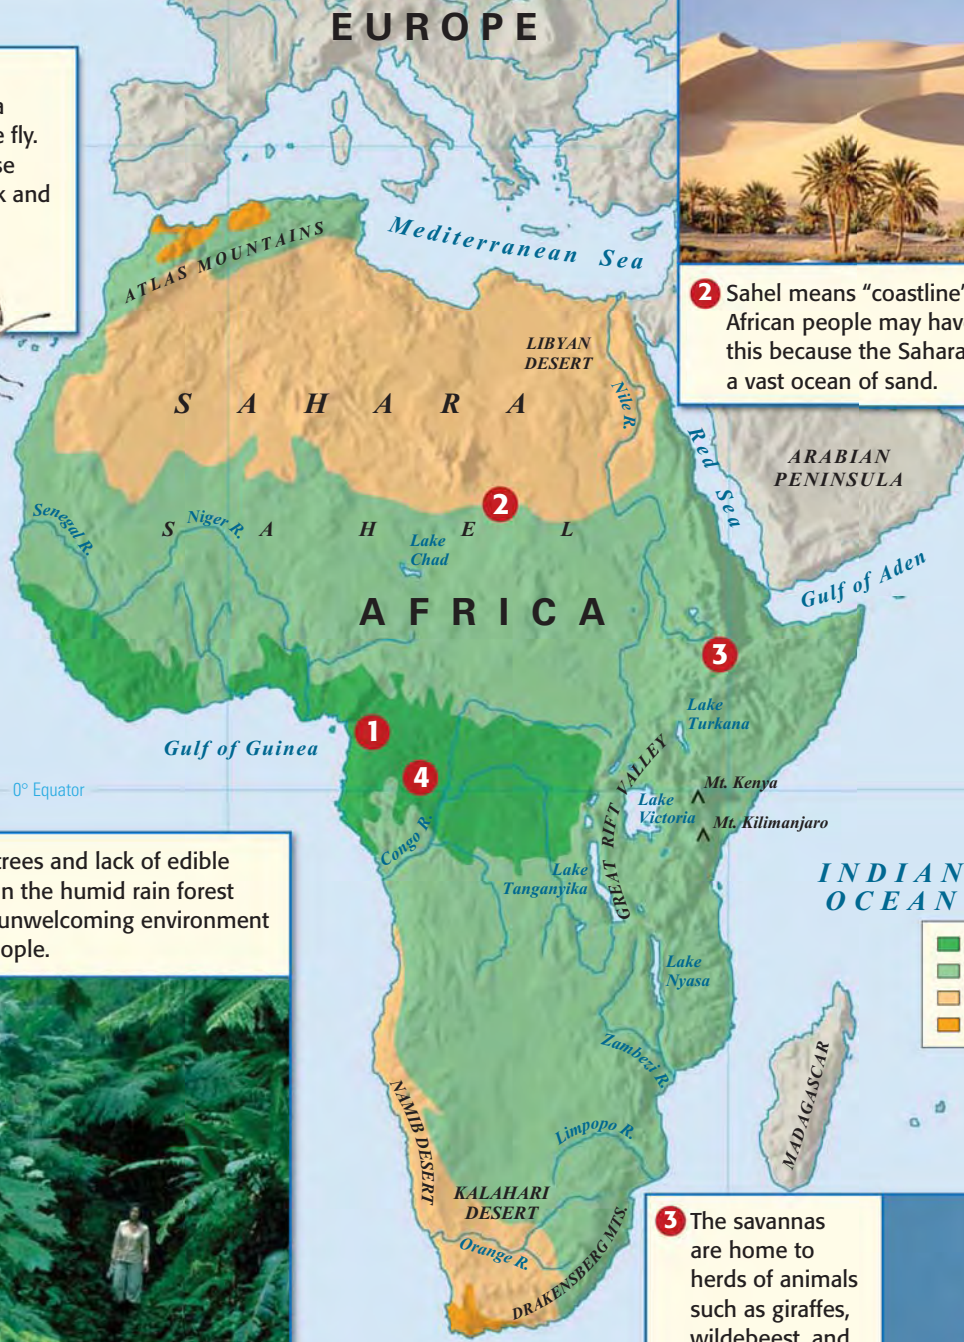 EUROPE
a
e fly.
se
k and
Mediterranean Sea
ATLAS MOUNTAINS
2 Sahel means “coastline”
African people may hav
this because the Sahara
a vast ocean of sand.
LIBYAN
DESERT
Nile R.
SAHARA
Red Sea
ARABIAN
PENINSULA
2
Senegal R.
Niger R.
SAHEL
Lake
Chad
Gulf of Aden
AFRICA
3
Lake
Turkana
1
Gulf of Guinea
4
0° Equator
GREAT RIFT VALLEY
Mt. Kenya
Lake
Victoria
Mt. Kilimanjaro
Congo R.
Lake
Tanganyika
INDIAN
OCEAN
trees and lack of edible
n the humid rain forest
unwelcoming environment
ople.
Lake
Nyasa
Zambezi R.
MADAGASCAR
NAMIB DESERT
Limpopo R.
KALAHARI
DESERT
Orange R.
DRAKENSBERG MTS.
3 The savannas
are home to
herds of animals
such as giraffes,
wildebeest, and